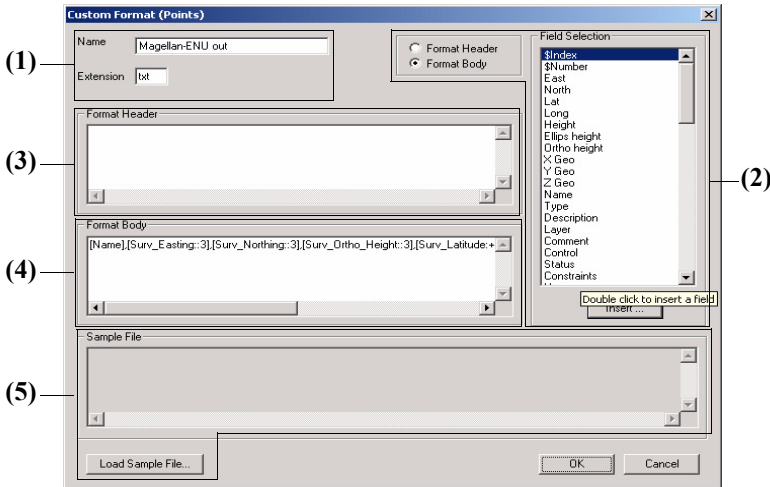 Custom Format (Points)
(1)
Name
Magellan-ENU out
Extension
txt
Format Header
Format Body
Field Selection
$Index
$Number
East
North
Lat
Long
Height
Ellips height
Ortho height
X Geo
Y Geo
Z Geo
Name
Type
Description
Layer
Comment
Control
Status
Constraints
Double click to insert a field
Insert ...
(2)
Format Header
(3)
Format Body
(4)
[Name],[Surv_Easting::3],[Surv_Northing::3],[Surv_Ortho_Height::3],[Surv_Latitude:+
Sample File
(5)
Load Sample File...
OK
Cancel